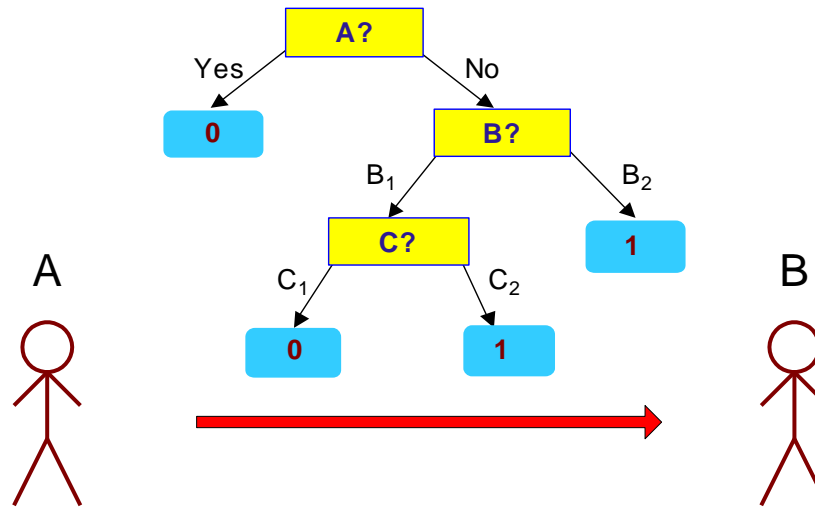 A?
Yes No
0 B?
B₁ B₂
C? 1
A B
C₁ C₂
0 1